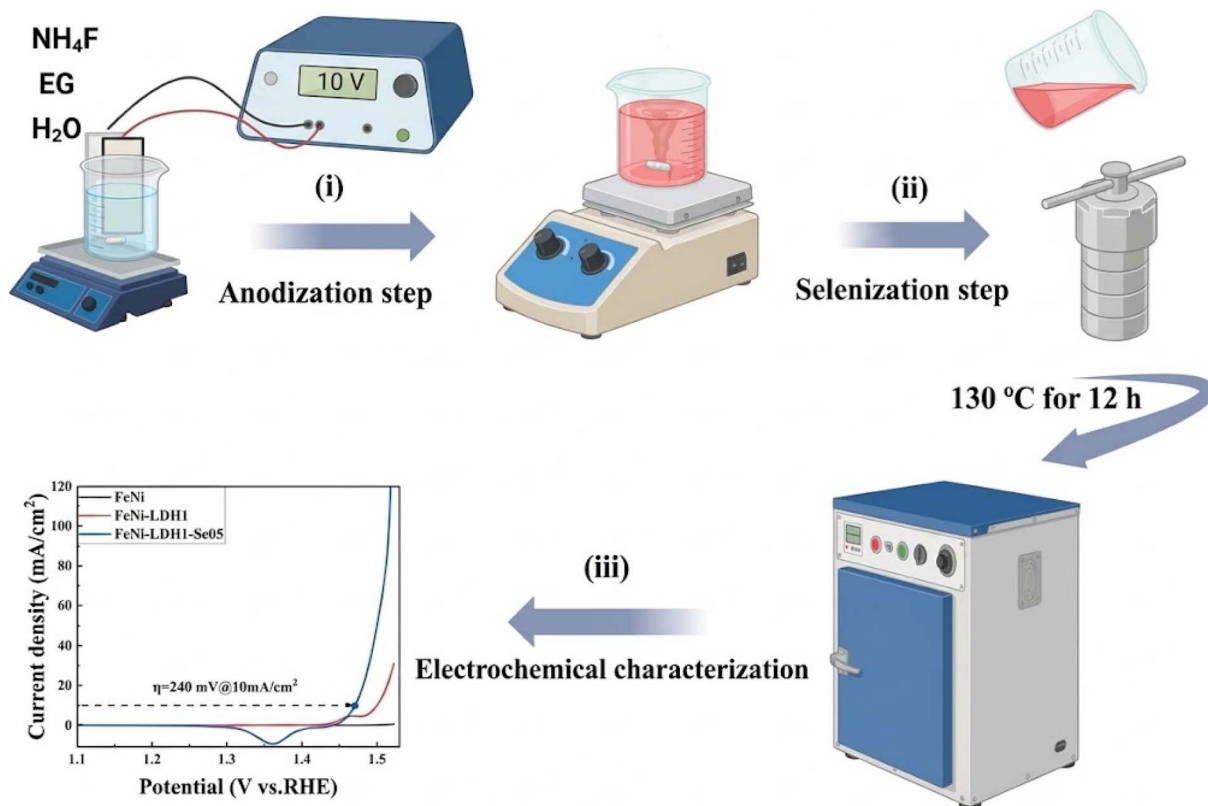 NH₄F
EG
H₂O
10 V
(i)
Anodization step
(ii)
Selenization step
130 ºC for 12 h
(iii)
Electrochemical characterization
FeNi
FeNi-LDH1
FeNi-LDH1-Se05
η=240 mV@10mA/cm²
Current density (mA/cm²)
120
100
80
60
40
20
0
1.1 1.2 1.3 1.4 1.5
Potential (V vs.RHE)